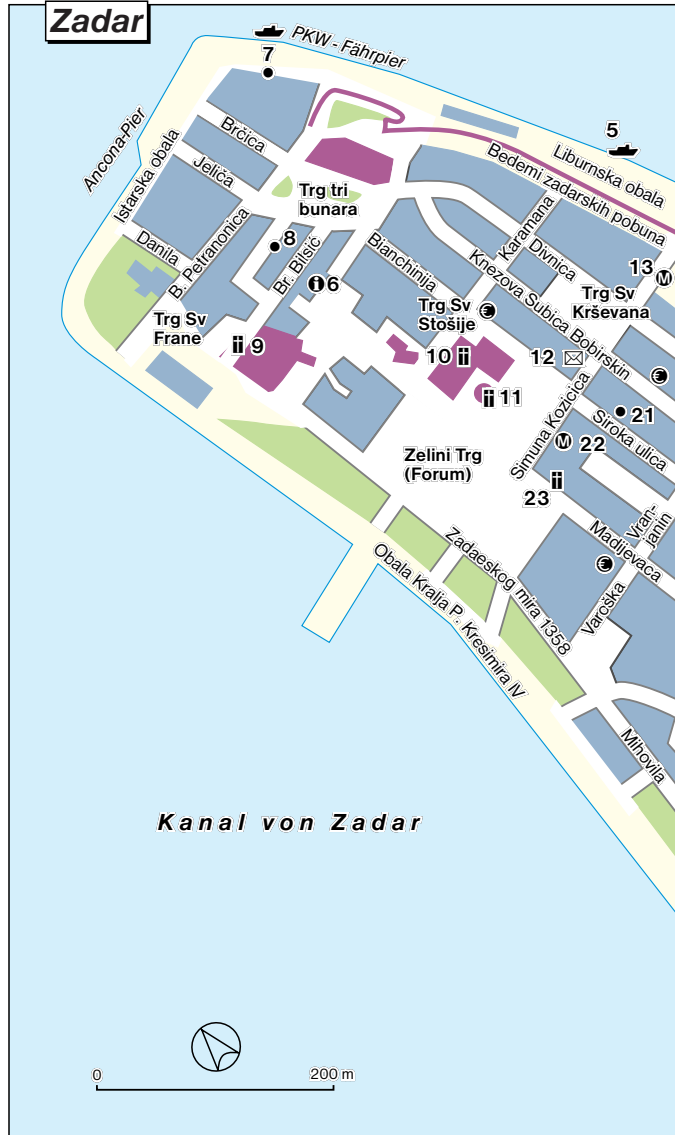 Zadar
PKW - Fährpier
7
Ancona-Pier
5
Liburnska obala
Bedemi zadarskih pobuna
Brčica
Istarska obala
Jeliča
Trg tri
bunara
Karamana
Divnica
8
Br. Bilsić
Bianchinija
Knezova Subica Bobirskin
13
M
Danila
B. Petranonica
6
Trg Sv
Stošije
€
Trg Sv
Krševana
Trg Sv
Frane
9
10
12
€
11
21
Simuna Kozicica
Siroka ulica
M
22
Zelini Trg
(Forum)
23
Vran-
janin
Madijevaca
€
Zadaeskog mira 1358
Obala Kralja P. Kresimira IV
Varoška
Mihovila
Kanal von Zadar
0
200 m